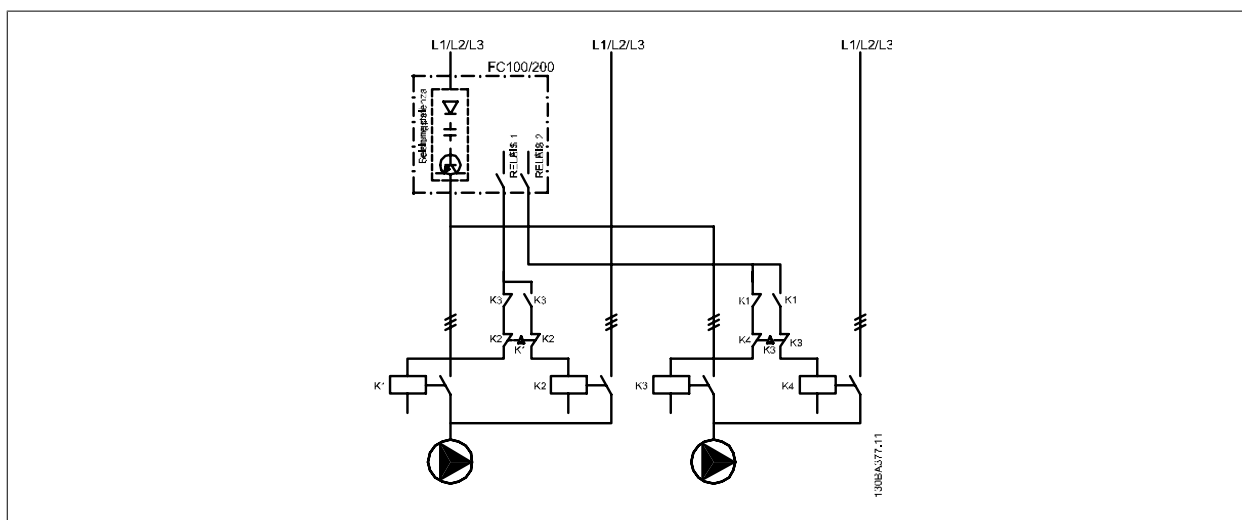 L1/L2/L3
L1/L2/L3
L1/L2/L3
FC100/200
RELAIS 1
RELAIS 2
K3
K3
K1
K1
K2
K1
K2
K4
K3
K3
K1
K2
K3
K4
130BA377.11